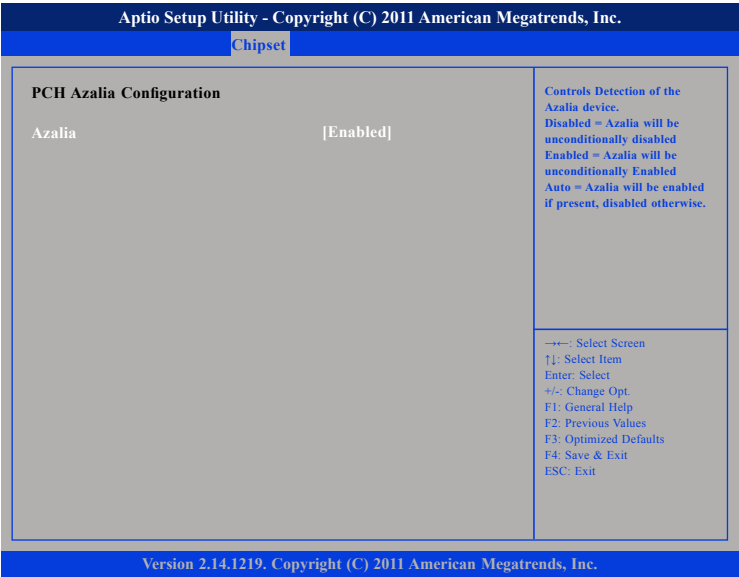 Aptio Setup Utility - Copyright (C) 2011 American Megatrends, Inc.
Chipset
PCH Azalia Configuration
Azalia [Enabled]
Controls Detection of the
Azalia device.
Disabled = Azalia will be
unconditionally disabled
Enabled = Azalia will be
unconditionally Enabled
Auto = Azalia will be enabled
if present, disabled otherwise.
→←: Select Screen
↑↓: Select Item
Enter: Select
+/-: Change Opt.
F1: General Help
F2: Previous Values
F3: Optimized Defaults
F4: Save & Exit
ESC: Exit
Version 2.14.1219. Copyright (C) 2011 American Megatrends, Inc.